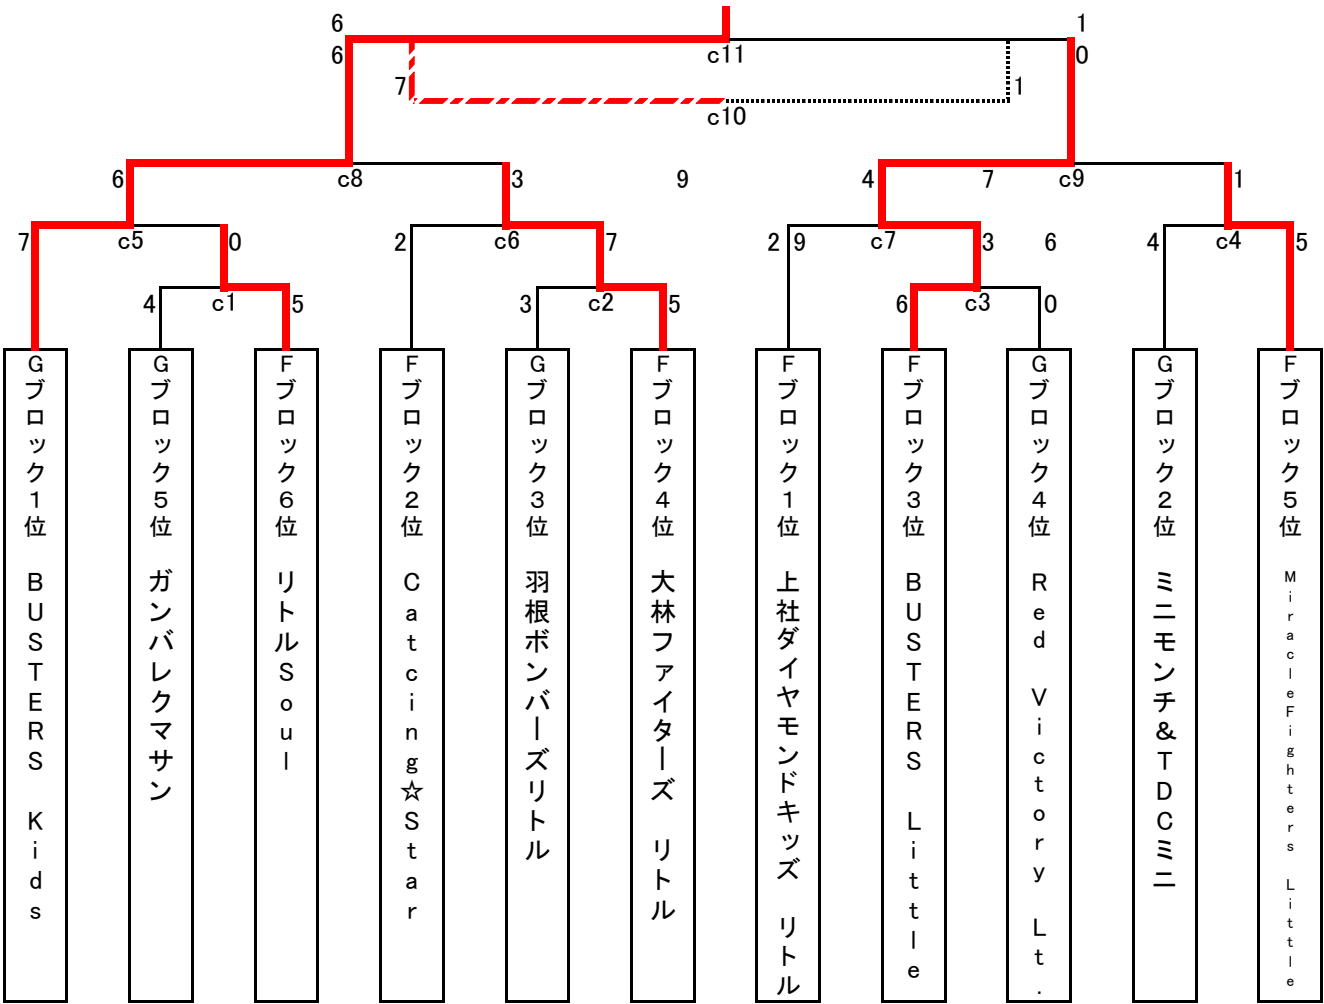 6 1
6 c11 0
7 1
c10
6 c8 3 9 4 7 c9 1
7 c5 0 2 c6 7 2 9 c7 3 6 4 c4 5
4 c1 5 3 c2 5 6 c3 0
Gブロック1位 BUSTERS Kids
Gブロック5位 ガンバレクマサン
Fブロック6位 リトルSoul
Fブロック2位 Catcing☆Star
Gブロック3位 羽根ボンバーズリトル
Fブロック4位 大林ファイターズ リトル
Fブロック1位 上社ダイヤモンドキッズ リトル
Fブロック3位 BUSTERS Little
Gブロック4位 Red Victory Lt.
Gブロック2位 ミニモンチ&TDCミニ
Fブロック5位 MiracleFighters Little